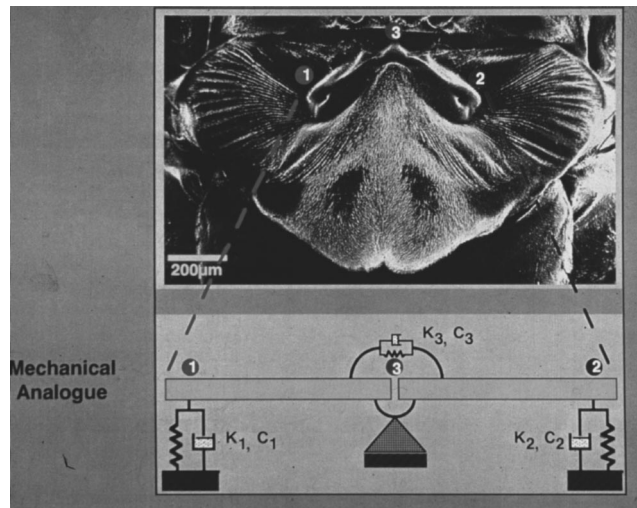 3
1
2
200µm
K3, C3
Mechanical
Analogue
1
3
2
K1, C1
K2, C2